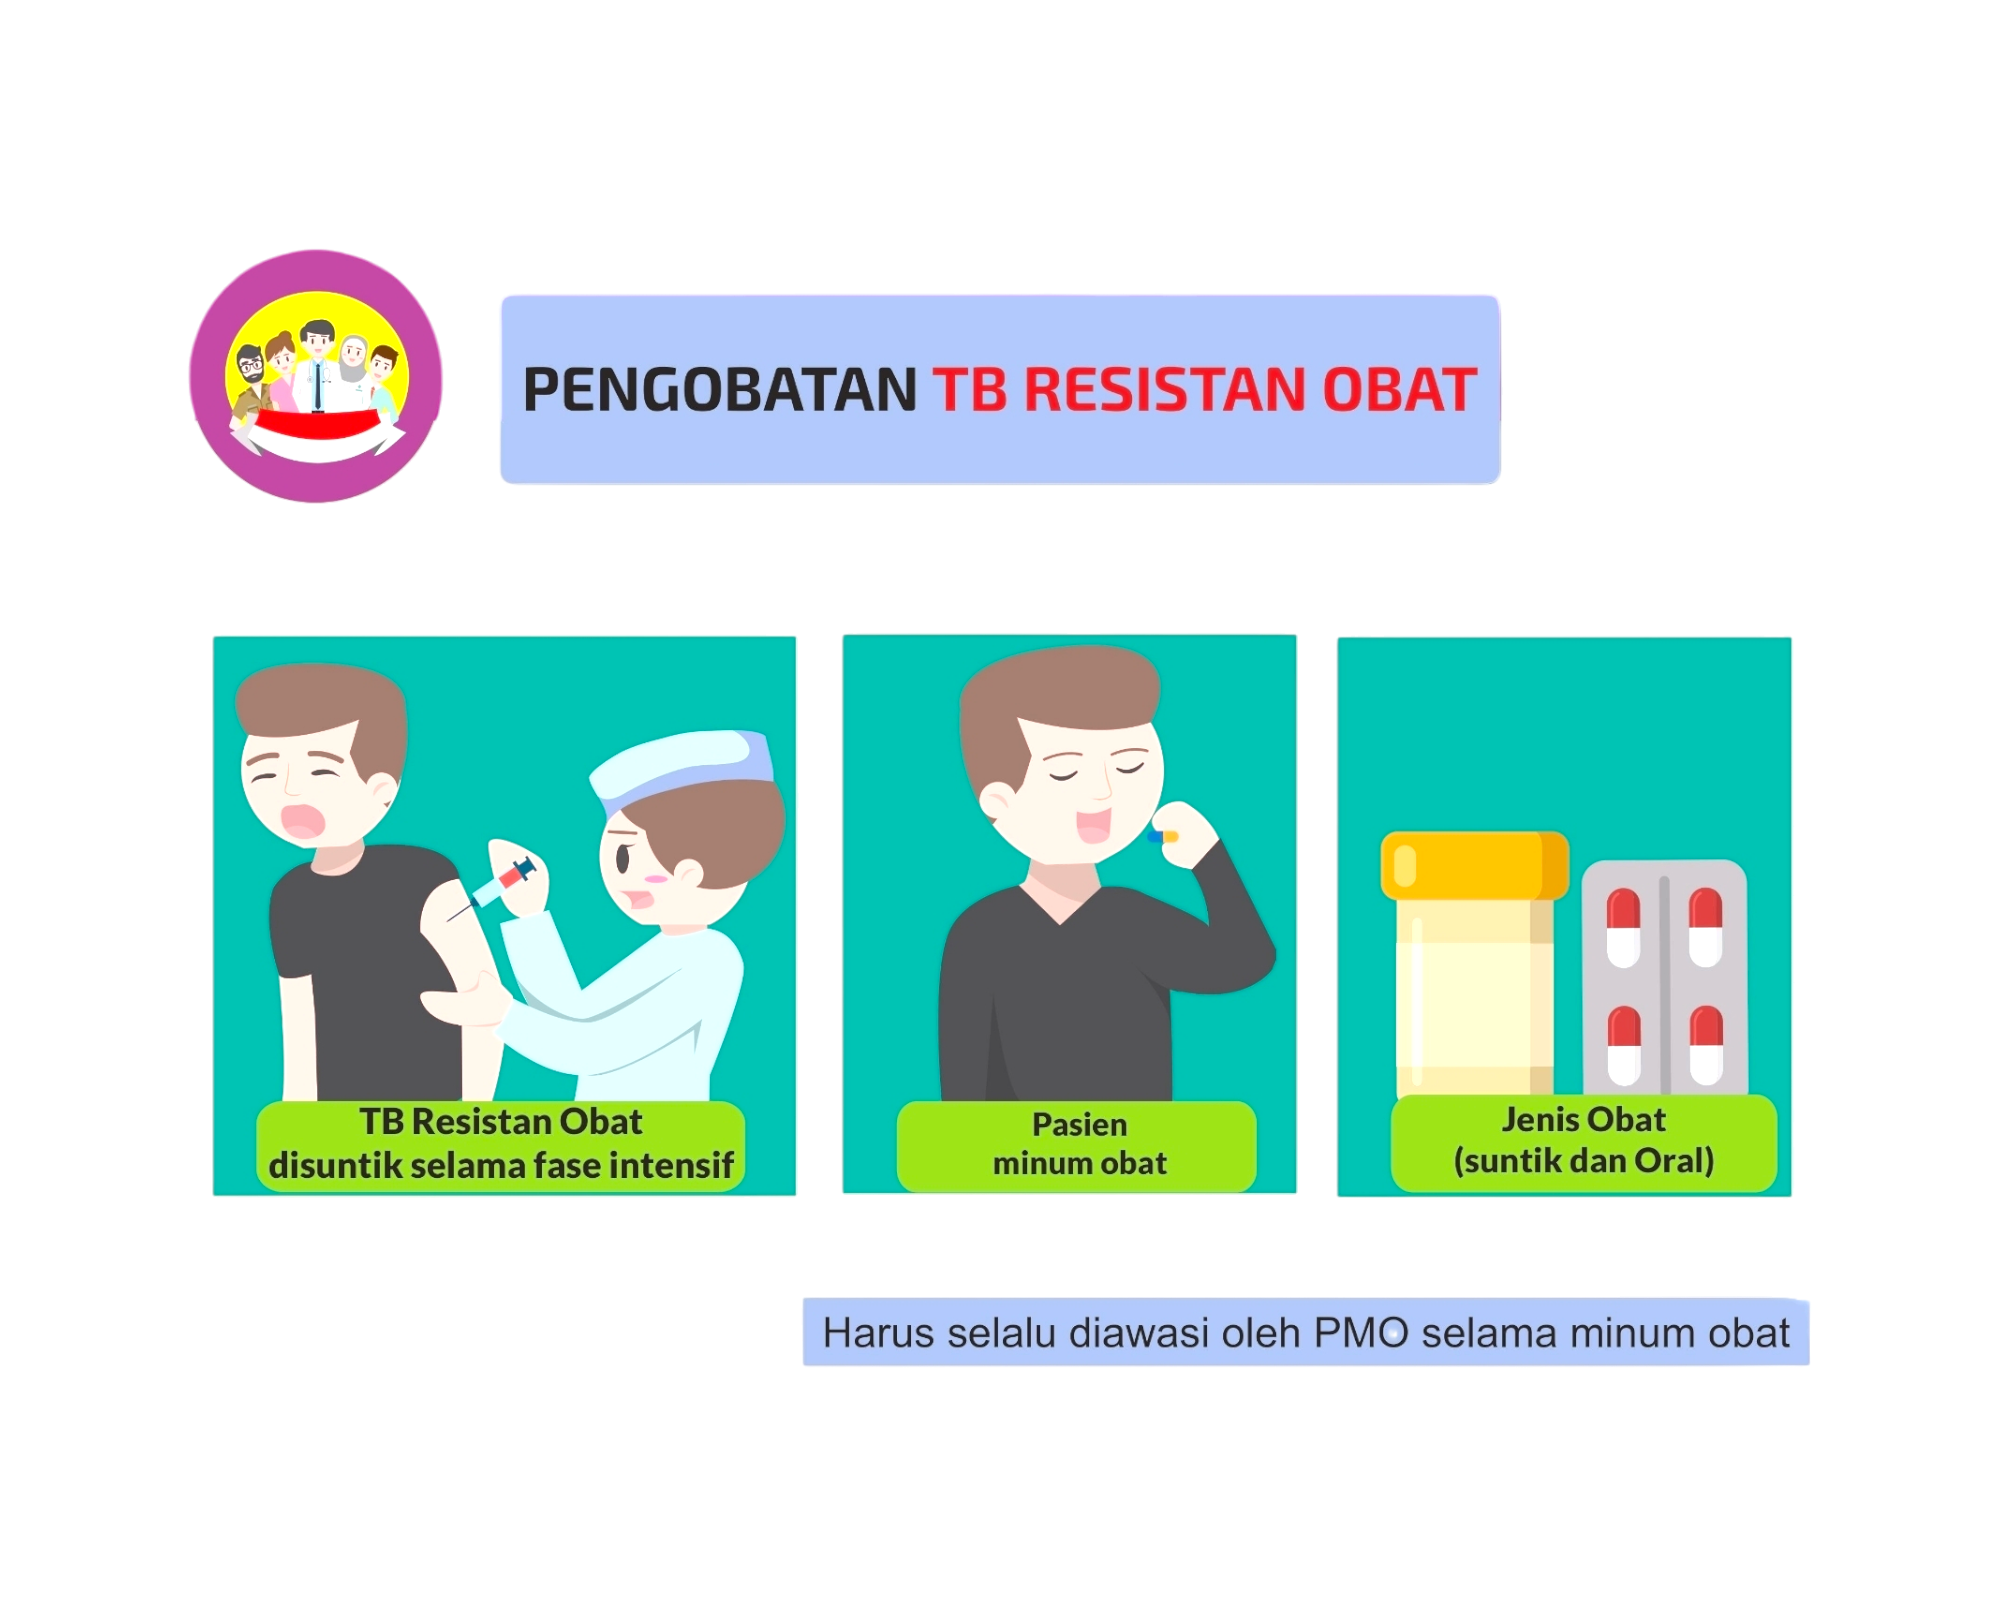 PENGOBATAN TB RESISTAN OBAT
TB Resistan Obat
disuntik selama fase intensif
Pasien
minum obat
Jenis Obat
(suntik dan Oral)
Harus selalu diawasi oleh PMO selama minum obat